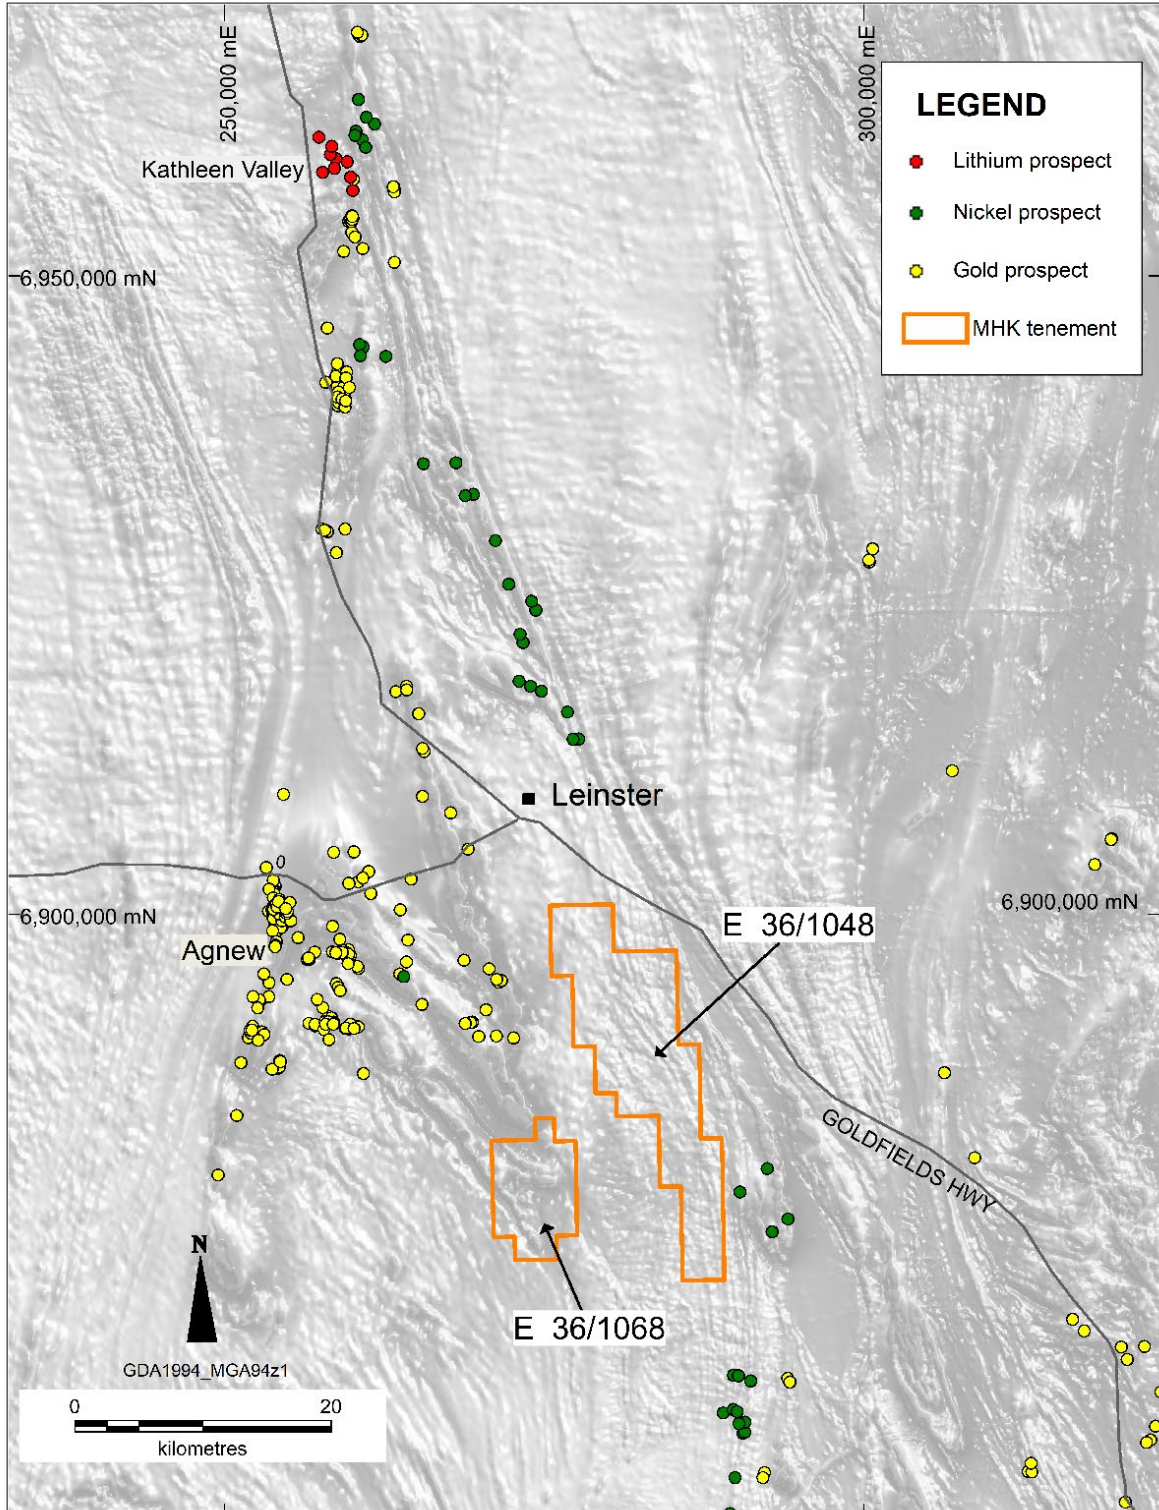 250,000 mE
300,000 mE
LEGEND
Lithium prospect
Nickel prospect
Gold prospect
MHK tenement
Kathleen Valley
6,950,000 mN
Leinster
0
6,900,000 mN
6,900,000 mN
Agnew
E 36/1048
GOLDFIELDS HWY
N
E 36/1068
GDA1994_MGA94z1
0 20
kilometres